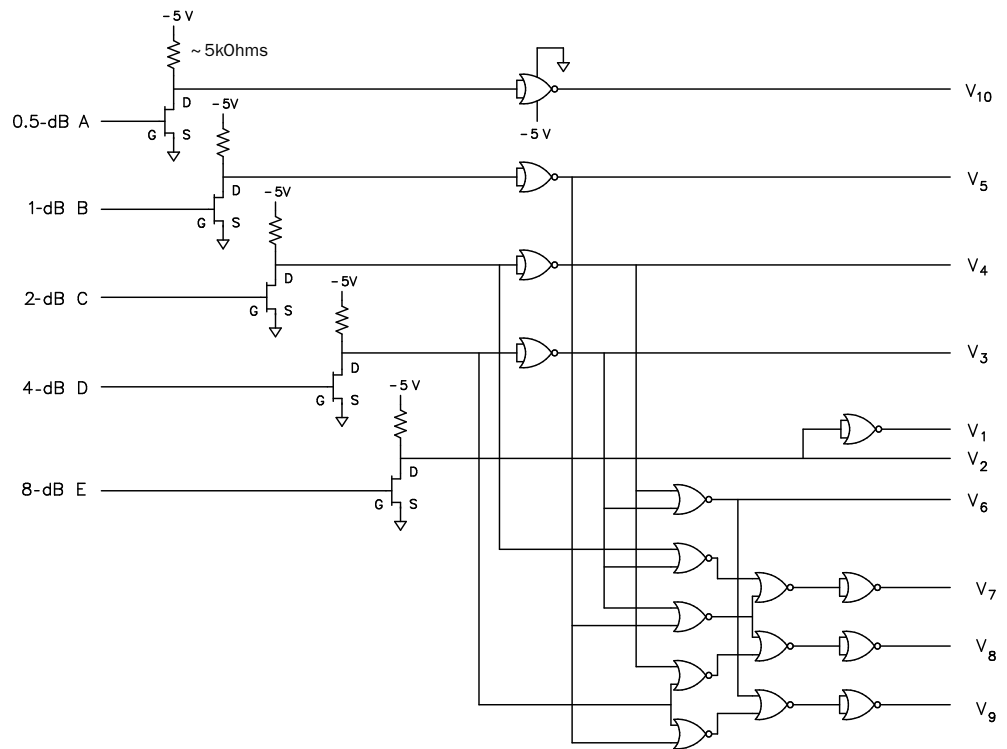 -5 V
~ 5kOhms
D
V10
0.5-dB A
G S
-5V
-5 V
D
V5
1-dB B
G S
-5V
D
V4
2-dB C
G S
-5V
D
V3
4-dB D
G S
-5 V
V1
D
V2
8-dB E
G S
V6
V7
V8
V9